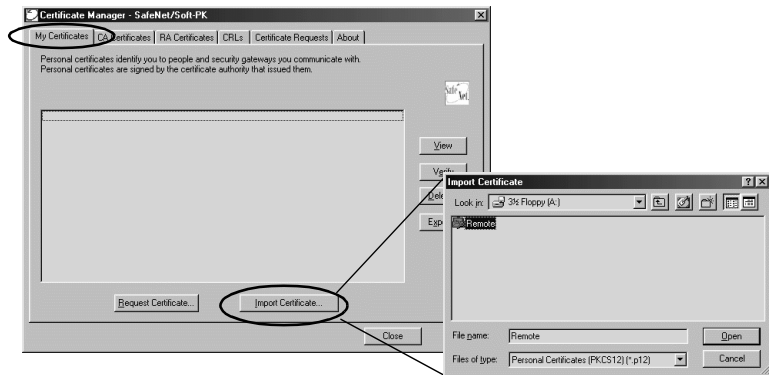 Certificate Manager - SafeNet/Soft-PK
My Certificates CA Certificates RA Certificates CRLs Certificate Requests About
Personal certificates identify you to people and security gateways you communicate with.
Personal certificates are signed by the certificate authority that issued them.
Safe Net
View
Verify
Request Certificate...
Import Certificate...
Close
Import Certificate
Look in: 3½ Floppy (A:)
Remote
File name: Remote
Open
Files of type: Personal Certificates (PKCS12) (*.p12)
Cancel